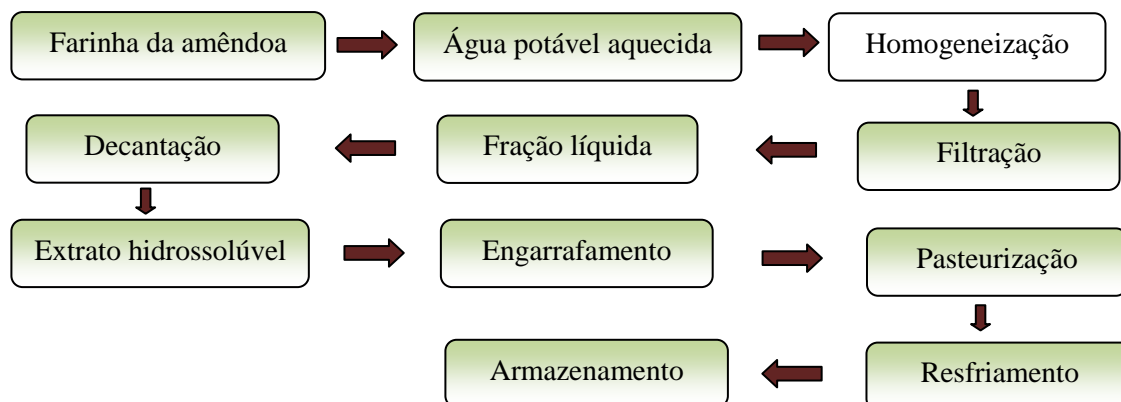 Farinha da amêndoa
Água potável aquecida
Homogeneização
Filtração
Fração líquida
Decantação
Extrato hidrossolúvel
Engarrafamento
Pasteurização
Resfriamento
Armazenamento